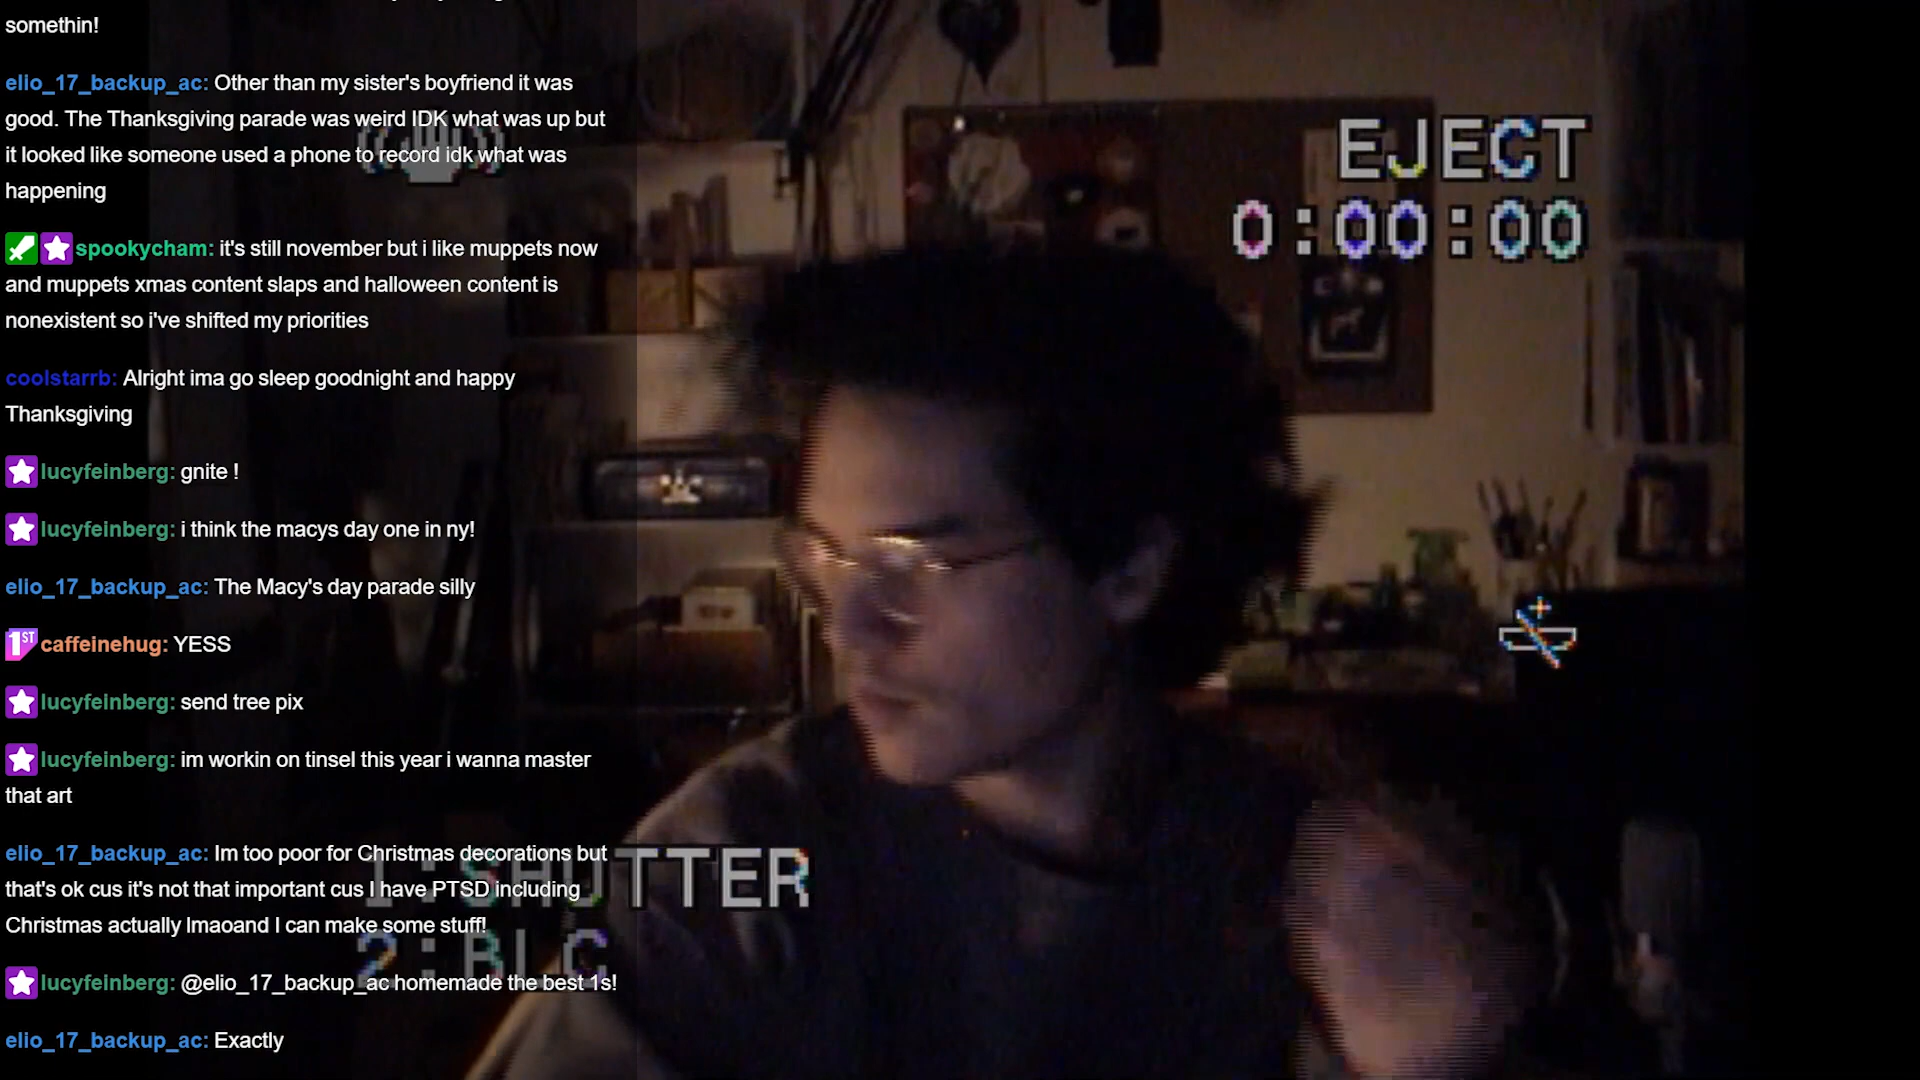 somethin!
elio_17_backup_ac: Other than my sister's boyfriend it was
good. The Thanksgiving parade was weird IDK what was up but
it looked like someone used a phone to record idk what was
happening
spookycham: it's still november but i like muppets now
and muppets xmas content slaps and halloween content is
nonexistent so i've shifted my priorities
coolstarrb: Alright ima go sleep goodnight and happy
Thanksgiving
lucyfeinberg: gnite !
lucyfeinberg: i think the macys day one in ny!
elio_17_backup_ac: The Macy's day parade silly
1ST caffeinehug: YESS
lucyfeinberg: send tree pix
lucyfeinberg: im workin on tinsel this year i wanna master
that art
elio_17_backup_ac: Im too poor for Christmas decorations but
that's ok cus it's not that important cus I have PTSD including
Christmas actually lmaoand I can make some stuff!
lucyfeinberg: @elio_17_backup_ac homemade the best 1s!
elio_17_backup_ac: Exactly
EJECT
0:00:00
1:SHUTTER
2:BLC